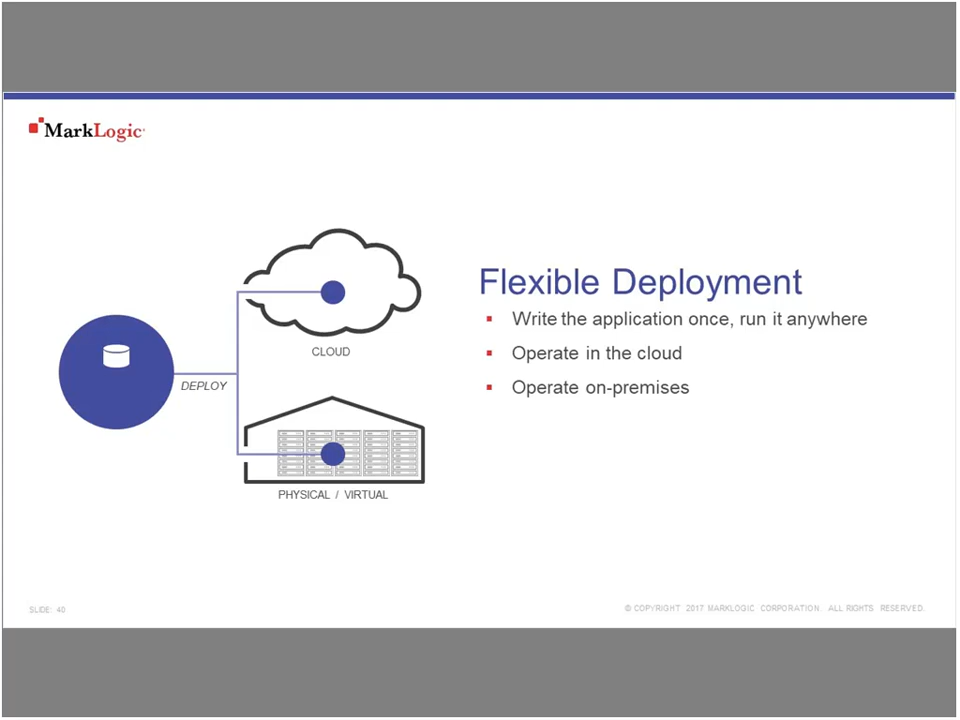 MarkLogic
CLOUD
DEPLOY
PHYSICAL / VIRTUAL
Flexible Deployment
Write the application once, run it anywhere
Operate in the cloud
Operate on-premises
SLIDE: 40
© COPYRIGHT 2017 MARKLOGIC CORPORATION. ALL RIGHTS RESERVED.